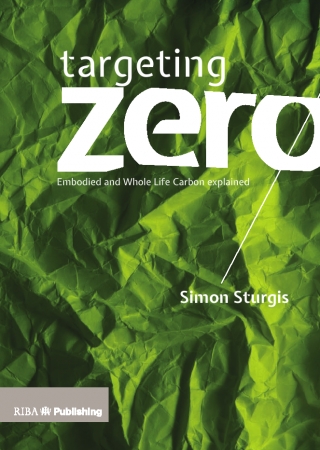 targeting
zero
Embodied and Whole Life Carbon explained
Simon Sturgis
RIBA Publishing